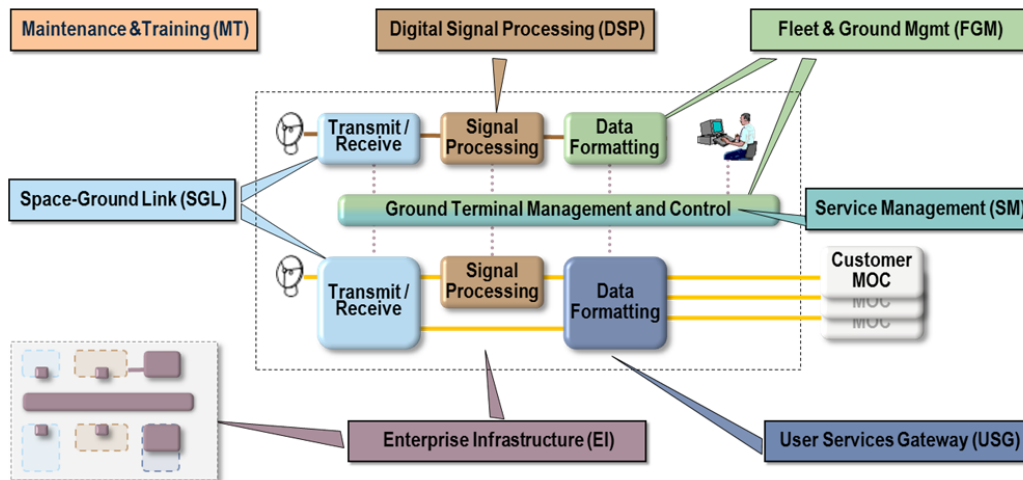 Maintenance &Training (MT)
Digital Signal Processing (DSP)
Fleet & Ground Mgmt (FGM)
Transmit /
Receive
Signal
Processing
Data
Formatting
Space-Ground Link (SGL)
Ground Terminal Management and Control
Service Management (SM)
Transmit /
Receive
Signal
Processing
Data
Formatting
Customer
MOC
MOC
MOC
Enterprise Infrastructure (EI)
User Services Gateway (USG)